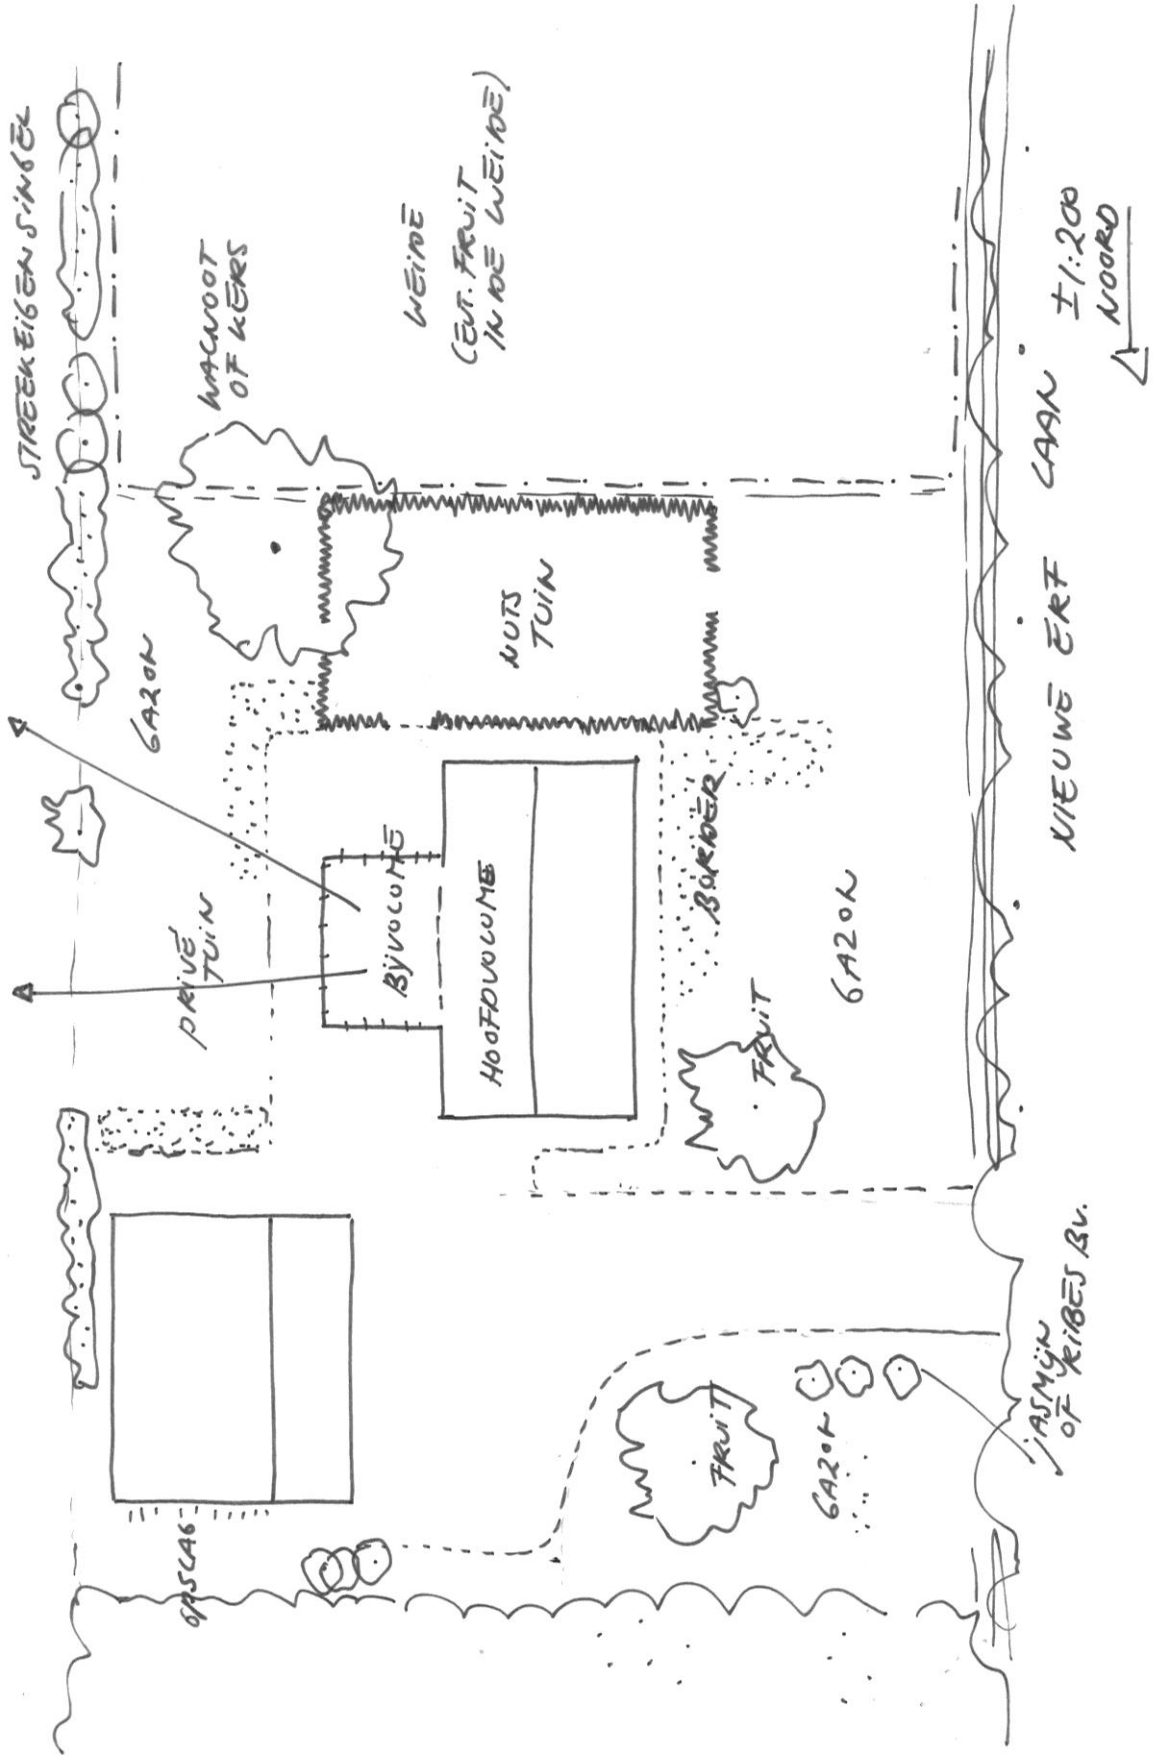 STREEKEIGEN SINGEL
WALNOOT
OF KERS
WEIDE
(EVT. FRUIT
IN DE WEIDE)
GAZON
NUTS
TUIN
PRIVÉ
TUIN
BIJVOLUME
HOOFDVOLUME
BORDER
GAZON
FRUIT
OPSLAG
FRUIT
GAZON
JASMIJN
OF RIBES BV.
NIEUWE ERF LAAN
±1:200
NOORD